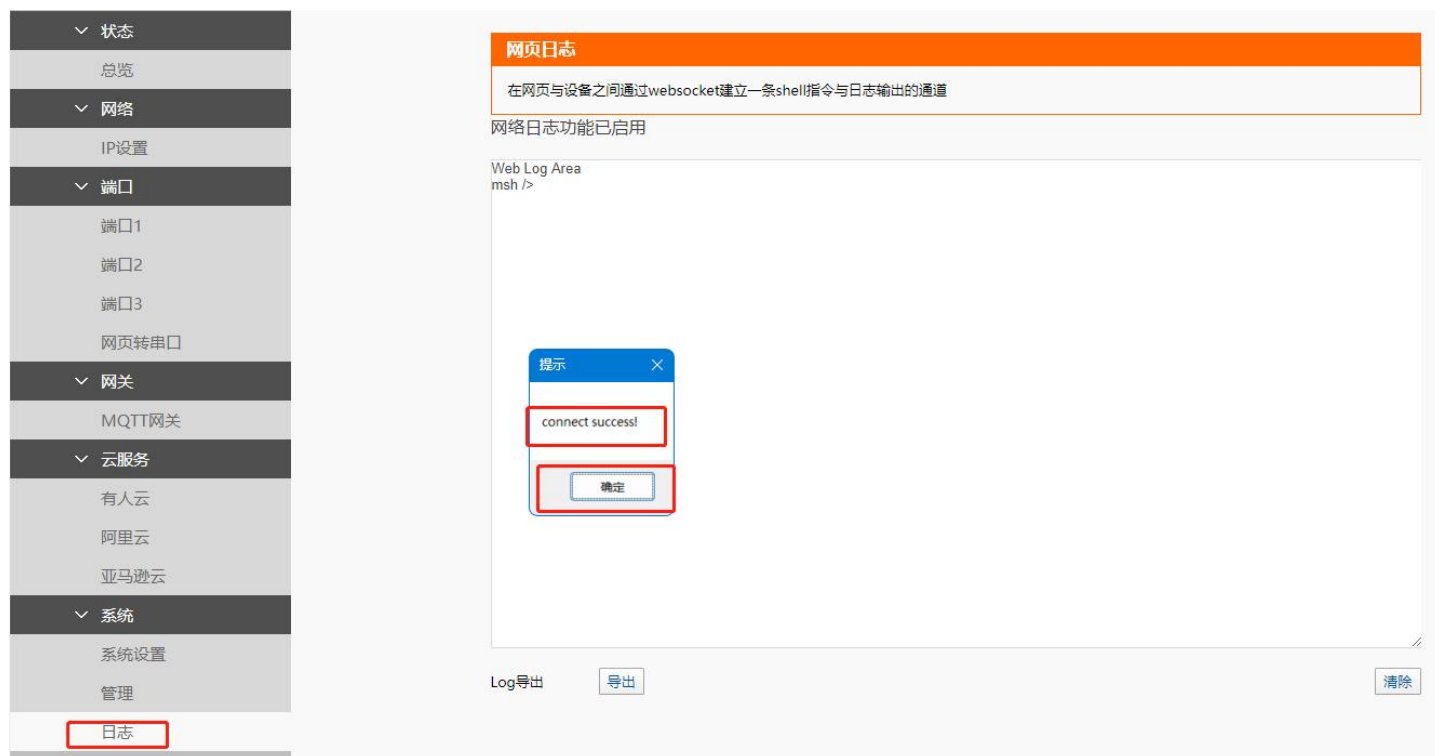 状态
总览
网络
IP设置
端口
端口1
端口2
端口3
网页转串口
网关
MQTT网关
云服务
有人云
阿里云
亚马逊云
系统
系统设置
管理
日志
网页日志
在网页与设备之间通过websocket建立一条shell指令与日志输出的通道
网络日志功能已启用
Web Log Area
msh />
提示
connect success!
确定
Log导出 导出 清除